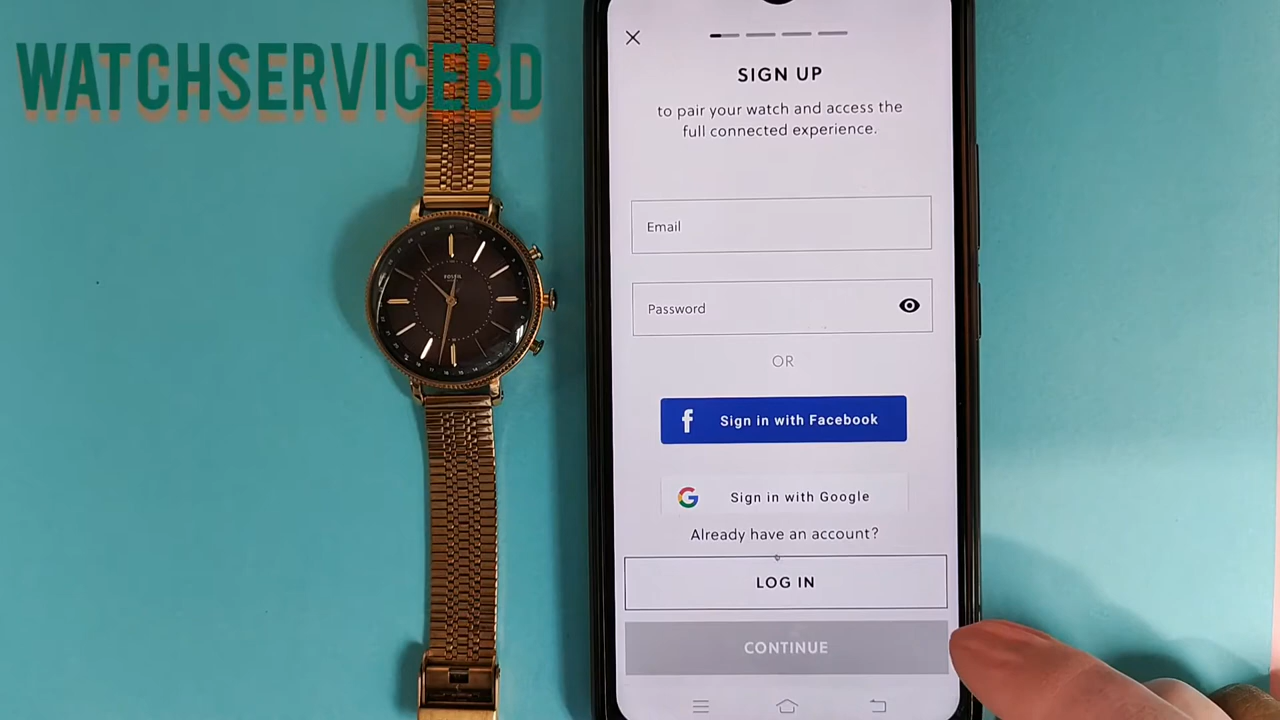 WATCHSERVICEBD
FOSSIL
SIGN UP
to pair your watch and access the
full connected experience.
Email
Password
OR
f Sign in with Facebook
G Sign in with Google
Already have an account?
LOG IN
CONTINUE